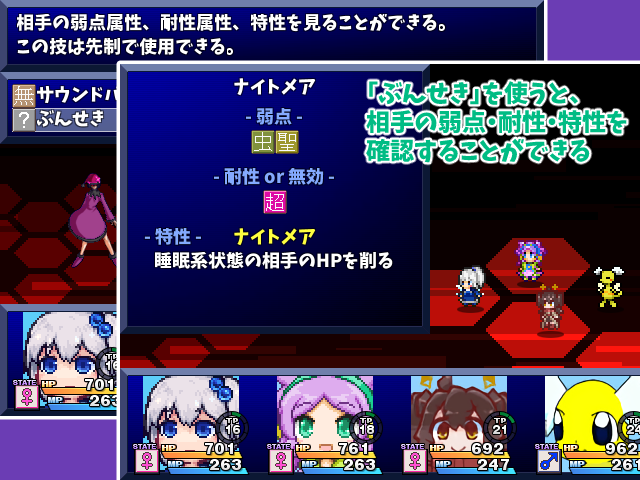 相手の弱点属性、耐性属性、特性を見ることができる。
この技は先制で使用できる。
無 サウンドバ
? ぶんせき
ナイトメア
- 弱点 -
虫 聖
- 耐性 or 無効 -
超
- 特性 - ナイトメア
睡眠系状態の相手のHPを削る
「ぶんせき」を使うと、
相手の弱点・耐性・特性を
確認することができる
STATE HP 701
MP 263
TP 16
STATE HP 701
MP 263
TP 18
STATE HP 761
MP 263
TP 21
STATE HP 692
MP 247
STATE HP 962
MP 261